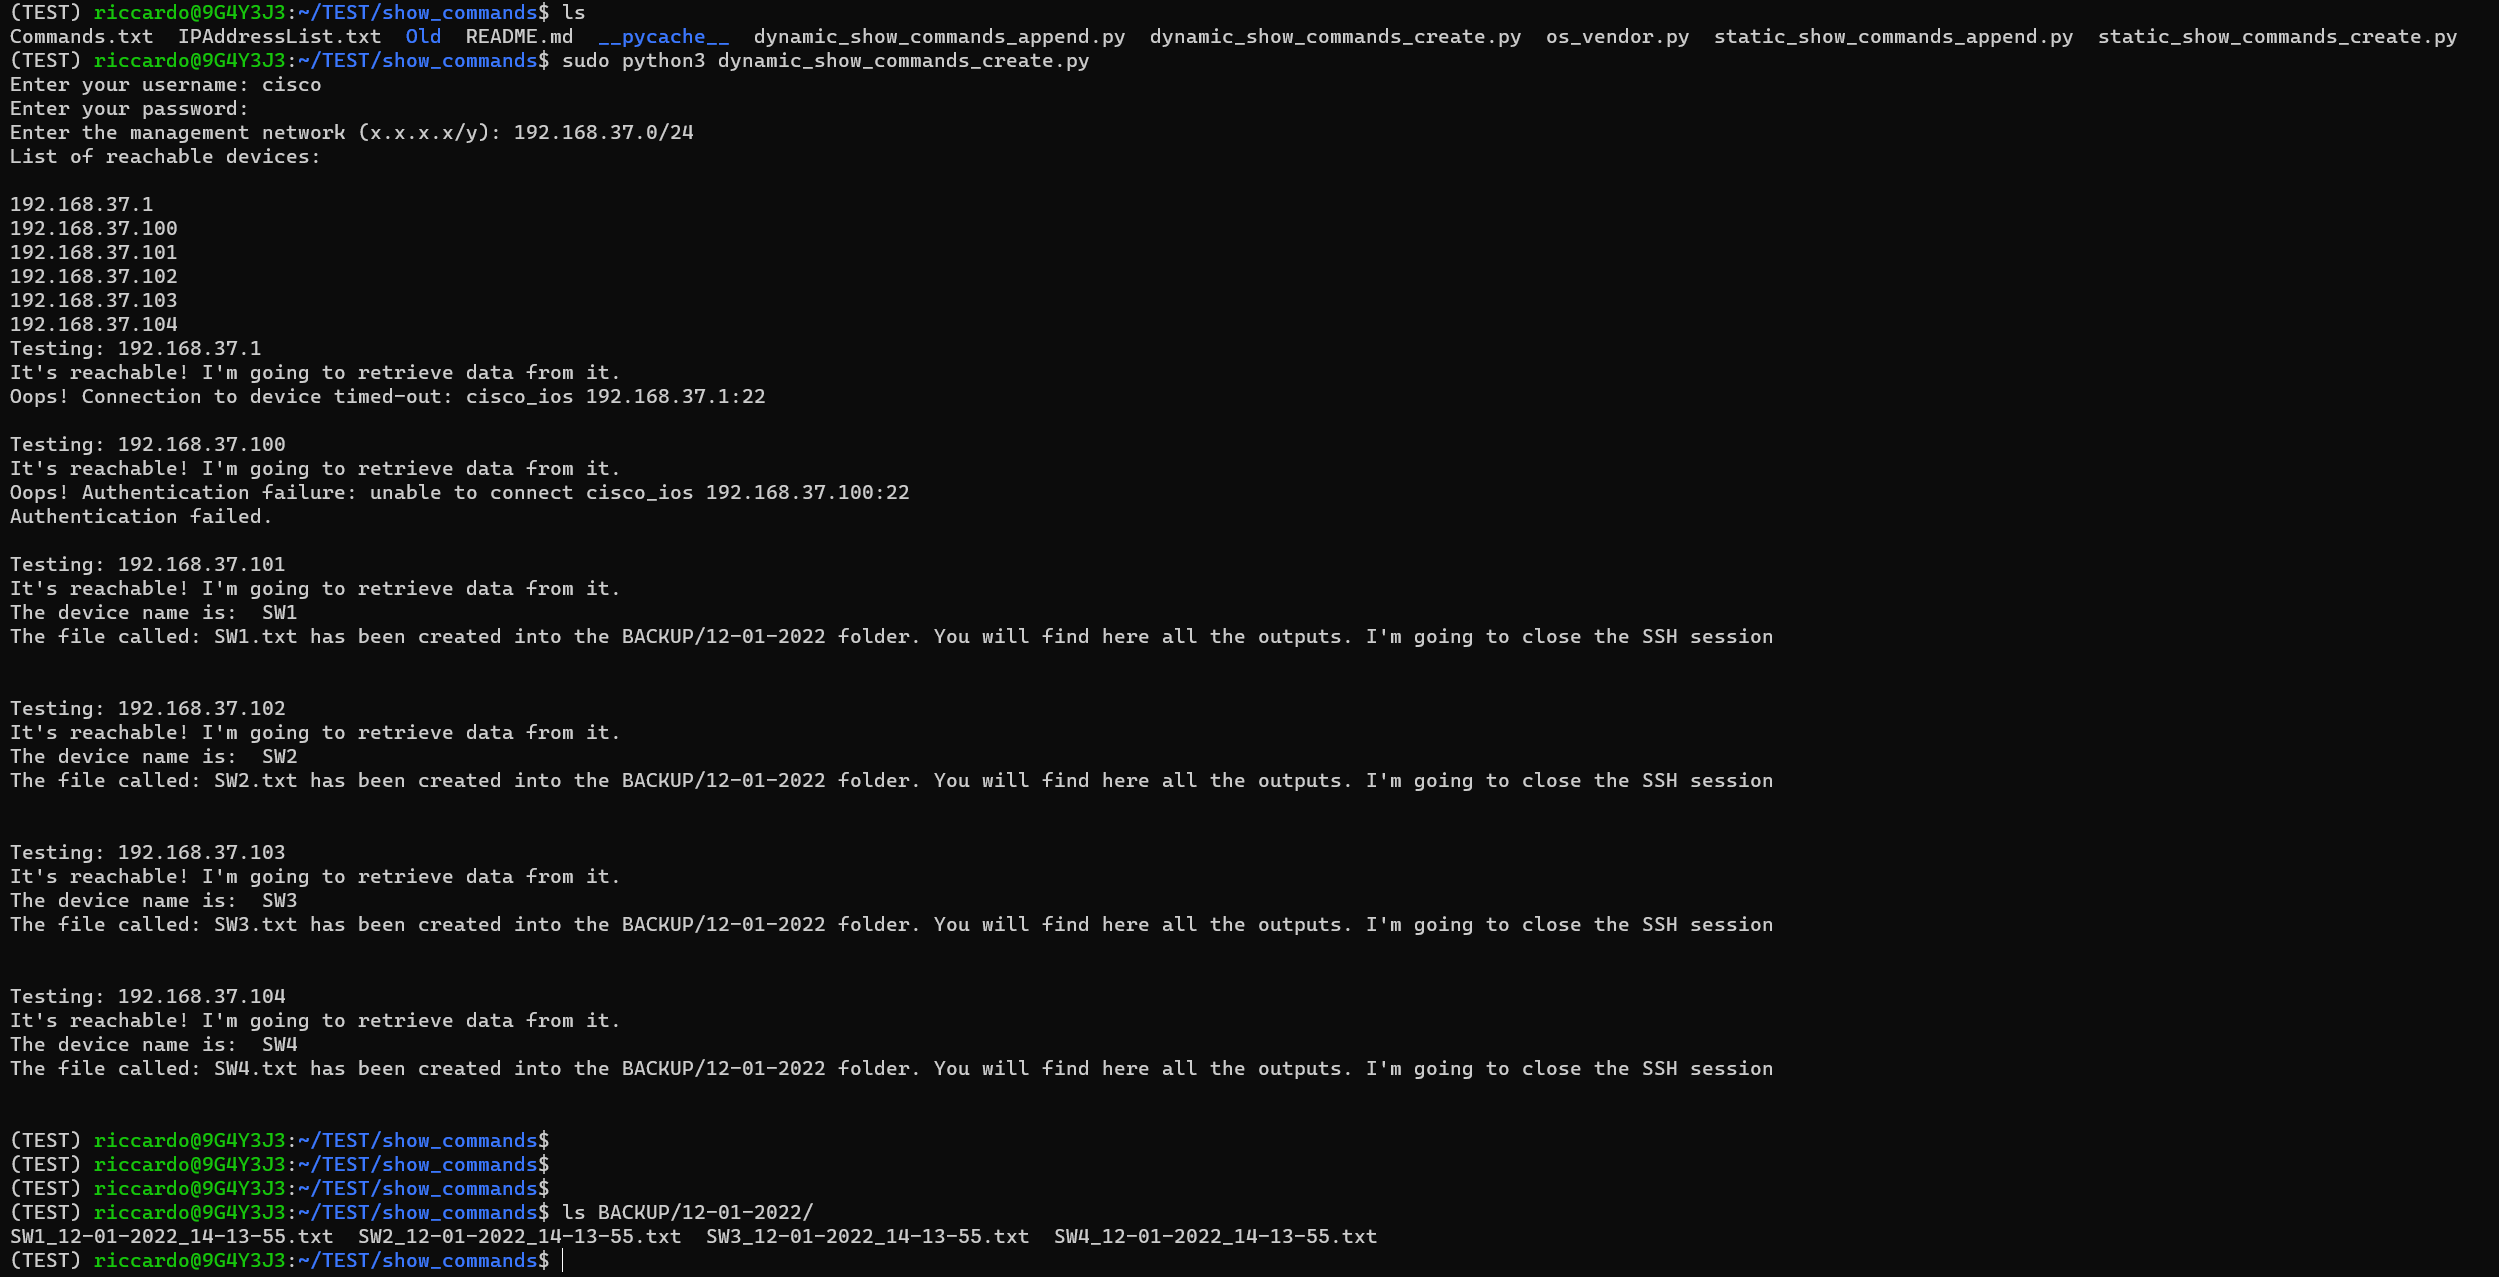 (TEST) riccardo@9G4Y3J3:~/TEST/show_commands$ ls
Commands.txt  IPAddressList.txt  Old  README.md  __pycache__  dynamic_show_commands_append.py  dynamic_show_commands_create.py  os_vendor.py  static_show_commands_append.py  static_show_commands_create.py
(TEST) riccardo@9G4Y3J3:~/TEST/show_commands$ sudo python3 dynamic_show_commands_create.py
Enter your username: cisco
Enter your password:
Enter the management network (x.x.x.x/y): 192.168.37.0/24
List of reachable devices:

192.168.37.1
192.168.37.100
192.168.37.101
192.168.37.102
192.168.37.103
192.168.37.104
Testing: 192.168.37.1
It's reachable! I'm going to retrieve data from it.
Oops! Connection to device timed-out: cisco_ios 192.168.37.1:22

Testing: 192.168.37.100
It's reachable! I'm going to retrieve data from it.
Oops! Authentication failure: unable to connect cisco_ios 192.168.37.100:22
Authentication failed.

Testing: 192.168.37.101
It's reachable! I'm going to retrieve data from it.
The device name is:  SW1
The file called: SW1.txt has been created into the BACKUP/12-01-2022 folder. You will find here all the outputs. I'm going to close the SSH session


Testing: 192.168.37.102
It's reachable! I'm going to retrieve data from it.
The device name is:  SW2
The file called: SW2.txt has been created into the BACKUP/12-01-2022 folder. You will find here all the outputs. I'm going to close the SSH session


Testing: 192.168.37.103
It's reachable! I'm going to retrieve data from it.
The device name is:  SW3
The file called: SW3.txt has been created into the BACKUP/12-01-2022 folder. You will find here all the outputs. I'm going to close the SSH session


Testing: 192.168.37.104
It's reachable! I'm going to retrieve data from it.
The device name is:  SW4
The file called: SW4.txt has been created into the BACKUP/12-01-2022 folder. You will find here all the outputs. I'm going to close the SSH session


(TEST) riccardo@9G4Y3J3:~/TEST/show_commands$
(TEST) riccardo@9G4Y3J3:~/TEST/show_commands$
(TEST) riccardo@9G4Y3J3:~/TEST/show_commands$
(TEST) riccardo@9G4Y3J3:~/TEST/show_commands$ ls BACKUP/12-01-2022/
SW1_12-01-2022_14-13-55.txt  SW2_12-01-2022_14-13-55.txt  SW3_12-01-2022_14-13-55.txt  SW4_12-01-2022_14-13-55.txt
(TEST) riccardo@9G4Y3J3:~/TEST/show_commands$